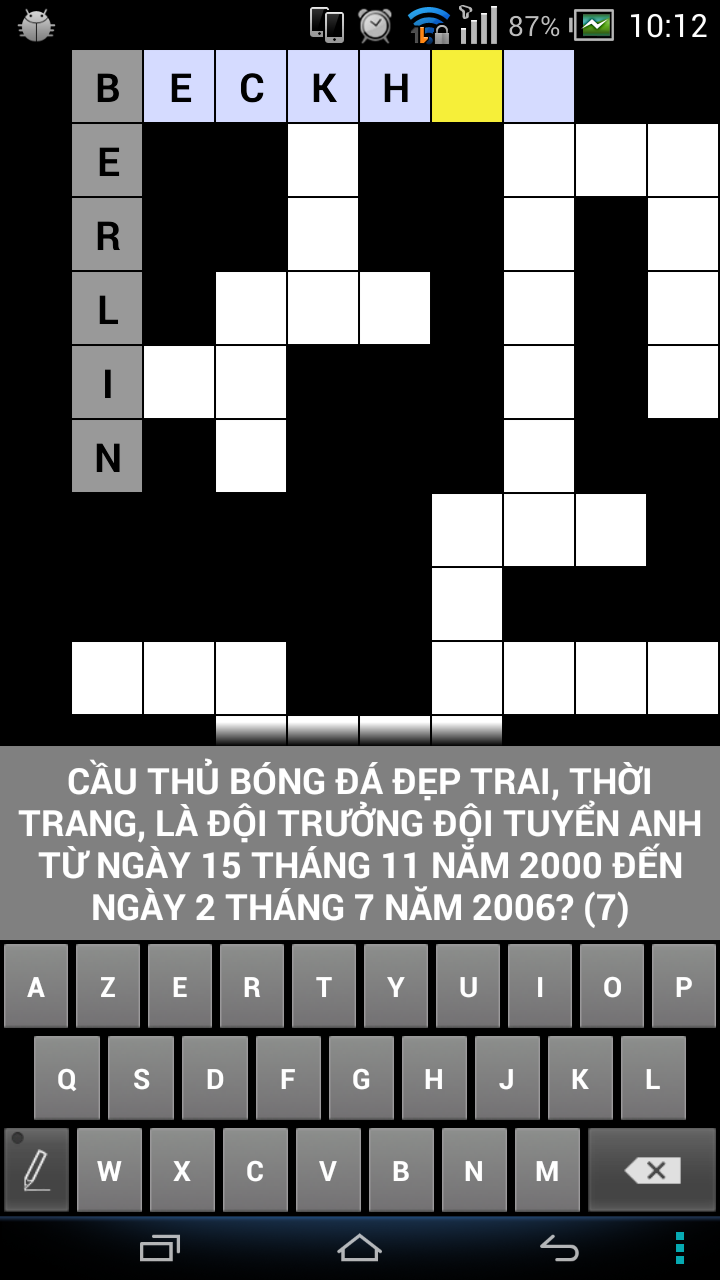 87% 10:12
B E C K H
E
R
L
I
N
CẦU THỦ BÓNG ĐÁ ĐẸP TRAI, THỜI
TRANG, LÀ ĐỘI TRƯỞNG ĐỘI TUYỂN ANH
TỪ NGÀY 15 THÁNG 11 NĂM 2000 ĐẾN
NGÀY 2 THÁNG 7 NĂM 2006? (7)
A Z E R T Y U I O P
Q S D F G H J K L
W X C V B N M